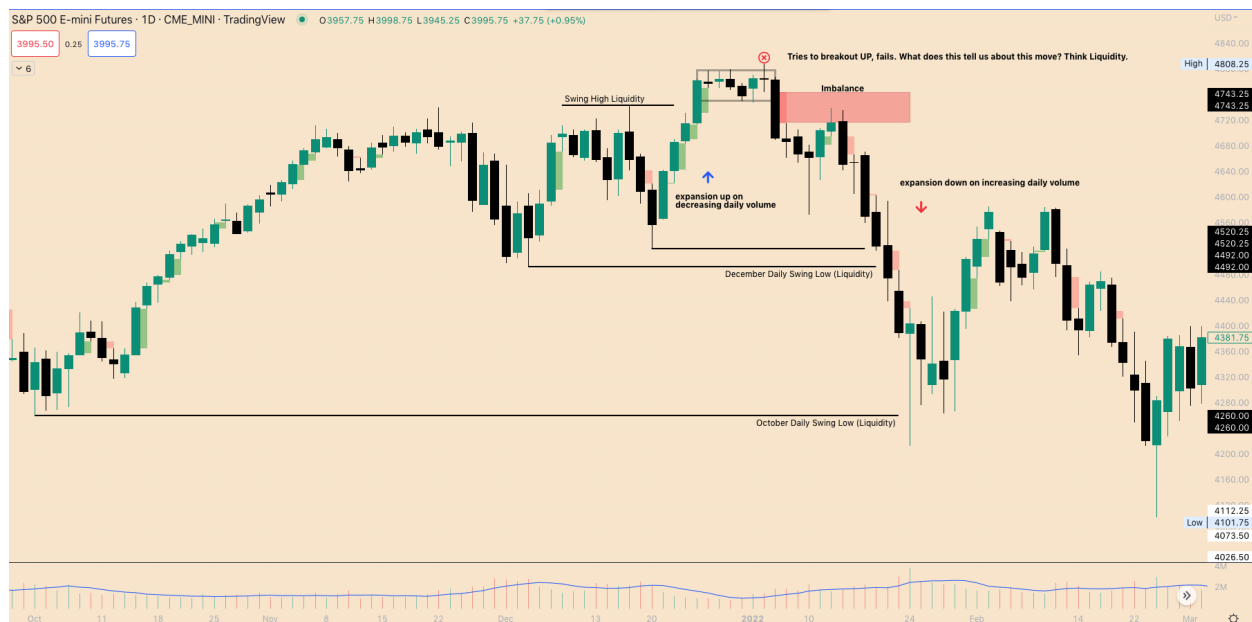 S&P 500 E-mini Futures · 1D · CME_MINI · TradingView O3957.75 H3998.75 L3945.25 C3995.75 +37.75 (+0.95%)
USD
3995.50 0.25 3995.75
6
Tries to breakout UP, fails. What does this tell us about this move? Think Liquidity.
4840.00
High 4808.25
Imbalance
Swing High Liquidity
4743.25
4743.25
4720.00
4680.00
4640.00
expansion down on increasing daily volume
expansion up on
decreasing daily volume
4600.00
4560.00
4520.25
4520.25
4492.00
4492.00
December Daily Swing Low (Liquidity)
4480.00
4440.00
4400.00
4381.75
4360.00
4320.00
4280.00
4260.00
4260.00
October Daily Swing Low (Liquidity)
4200.00
4160.00
4112.25
Low 4101.75
4073.50
4026.50
4M
2M
Oct 11 18 25 Nov 8 15 22 Dec 13 20 2022 10 24 Feb 14 22 Mar